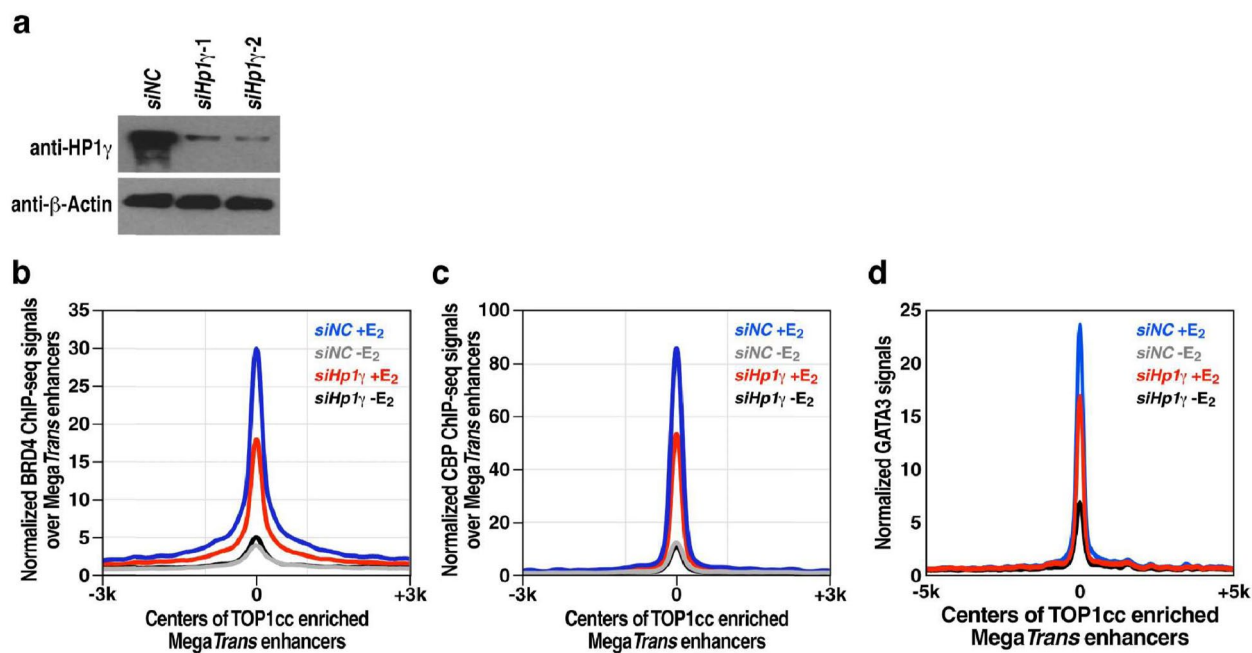 a
siNC
siHp1γ-1
siHp1γ-2
anti-HP1γ
anti-β-Actin
b
Normalized BRD4 ChIP-seq signals
over MegaTrans enhancers
35
30
25
20
15
10
5
0
siNC +E2
siNC -E2
siHp1γ +E2
siHp1γ -E2
-3k
0
+3k
Centers of TOP1cc enriched
MegaTrans enhancers
c
Normalized CBP ChIP-seq signals
over MegaTrans enhancers
100
80
60
40
20
0
siNC +E2
siNC -E2
siHp1γ +E2
siHp1γ -E2
-3k
0
+3k
Centers of TOP1cc enriched
MegaTrans enhancers
d
Normalized GATA3 signals
25
20
15
10
5
0
siNC +E2
siNC -E2
siHp1γ +E2
siHp1γ -E2
-5k
0
+5k
Centers of TOP1cc enriched
MegaTrans enhancers